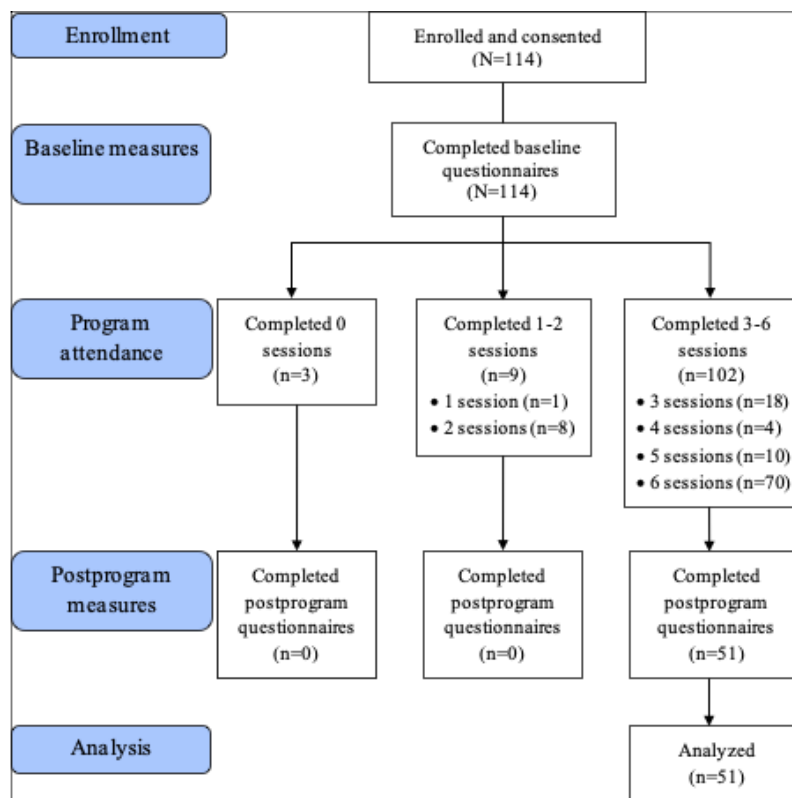 Enrollment
Enrolled and consented
(N=114)
Baseline measures
Completed baseline
questionnaires
(N=114)
Program
attendance
Completed 0
sessions
(n=3)
Completed 1-2
sessions
(n=9)
• 1 session (n=1)
• 2 sessions (n=8)
Completed 3-6
sessions
(n=102)
• 3 sessions (n=18)
• 4 sessions (n=4)
• 5 sessions (n=10)
• 6 sessions (n=70)
Postprogram
measures
Completed
postprogram
questionnaires
(n=0)
Completed
postprogram
questionnaires
(n=0)
Completed
postprogram
questionnaires
(n=51)
Analysis
Analyzed
(n=51)